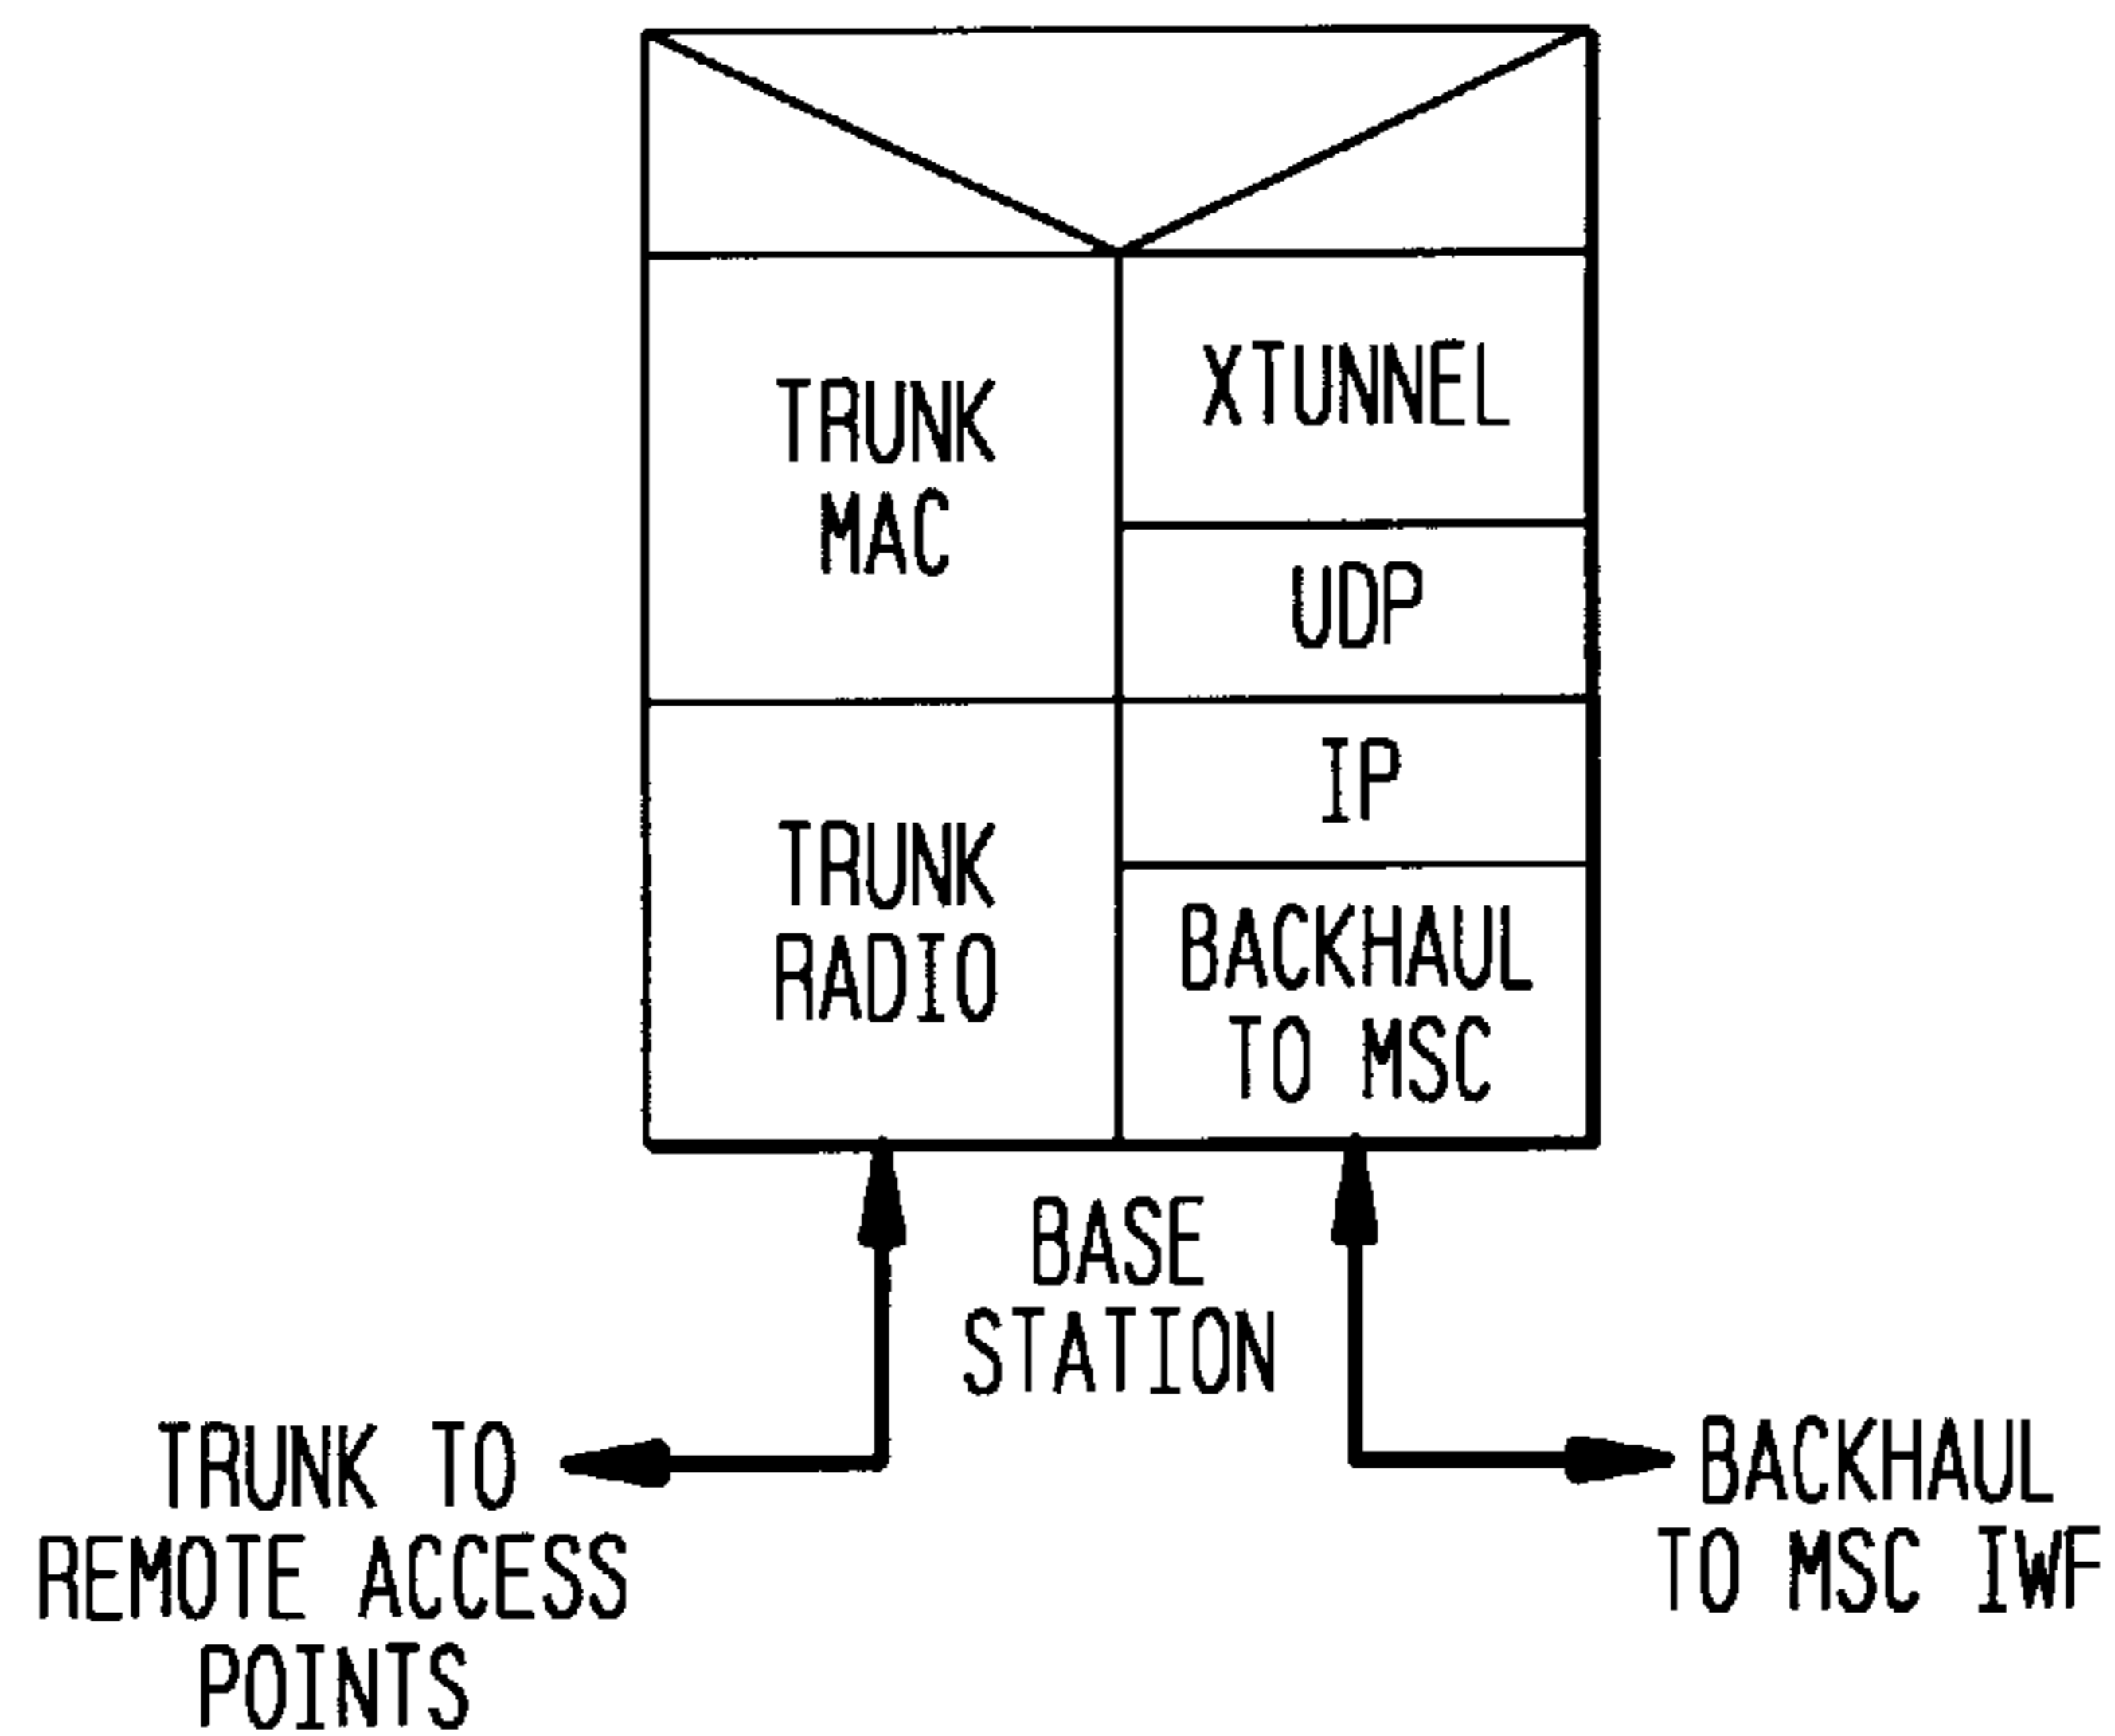 TRUNK
MAC
XTUNNEL
UDP
IP
TRUNK
RADIO
BACKHAUL
TO MSC
BASE
STATION
TRUNK TO
REMOTE ACCESS
POINTS
BACKHAUL
TO MSC IWF